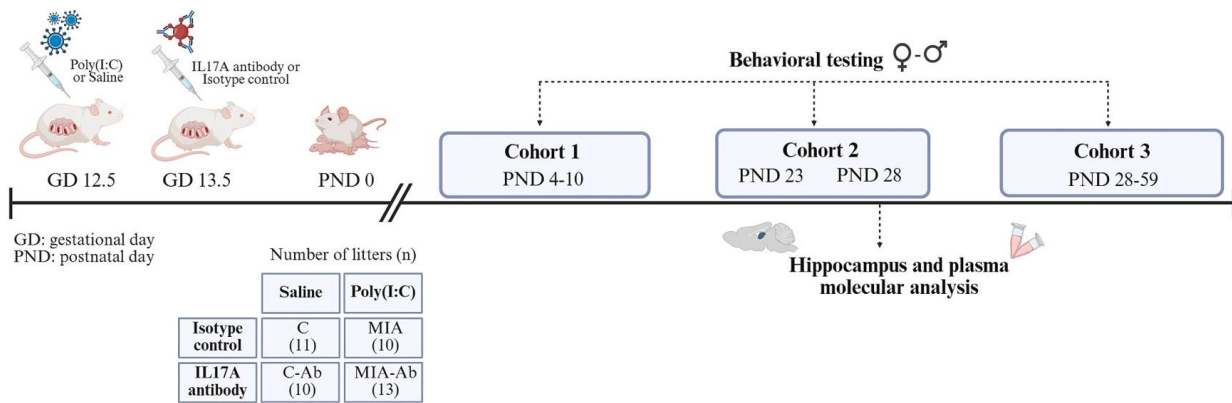 Poly(I:C)
or Saline
IL17A antibody or
Isotype control
GD 12.5
GD 13.5
PND 0
Behavioral testing ♀-♂
Cohort 1
PND 4-10
Cohort 2
PND 23 PND 28
Cohort 3
PND 28-59
GD: gestational day
PND: postnatal day
Hippocampus and plasma
molecular analysis
Number of litters (n)
Saline Poly(I:C)
Isotype
control
C
(11)
MIA
(10)
IL17A
antibody
C-Ab
(10)
MIA-Ab
(13)